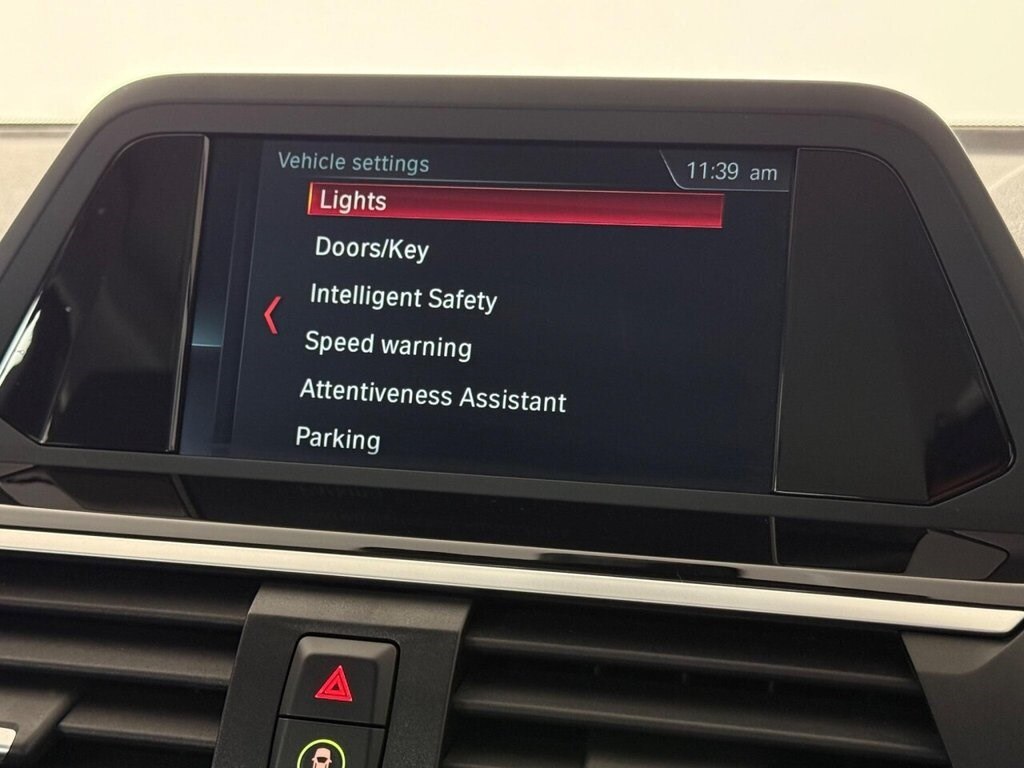 Vehicle settings
11:39 am
Lights
Doors/Key
Intelligent Safety
Speed warning
Attentiveness Assistant
Parking